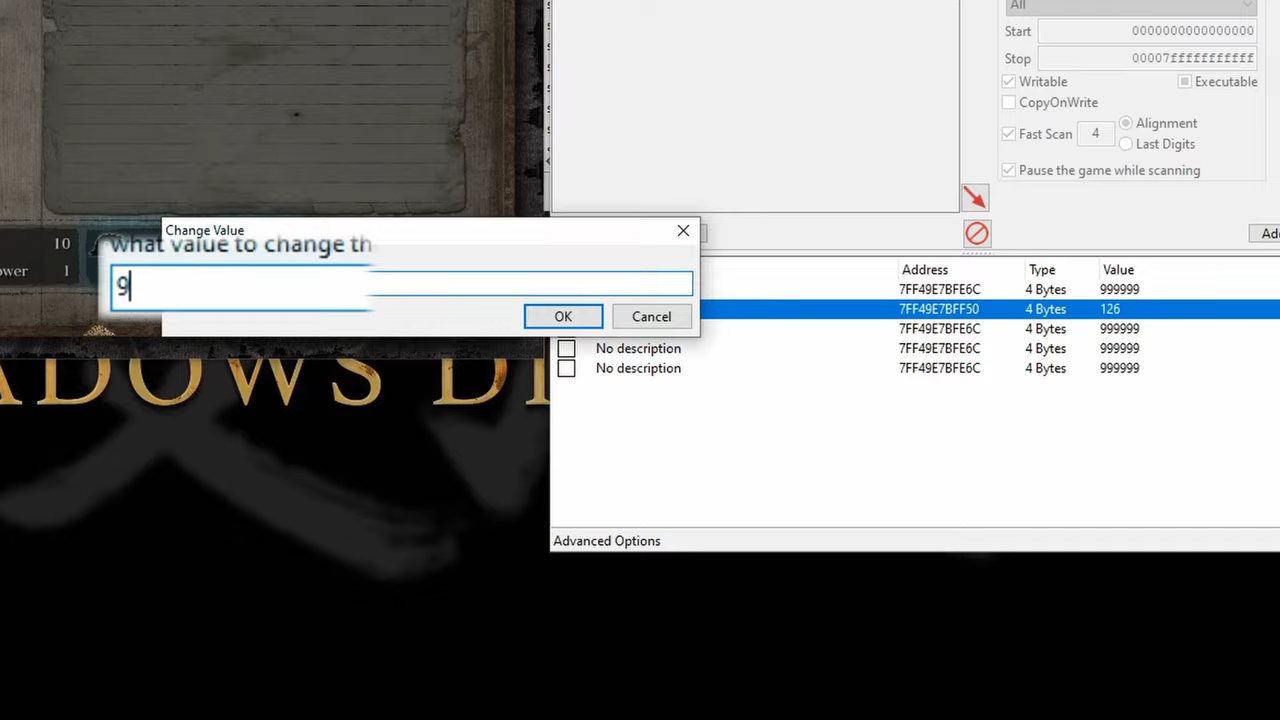 All
Start 0000000000000000
Stop 00007fffffffffff
Writable Executable
CopyOnWrite
Fast Scan 4 Alignment
Last Digits
Pause the game while scanning
Change Value
what value to change th
9
OK Cancel
10
ower 1
Address Type Value
7FF49E7BFE6C 4 Bytes 999999
7FF49E7BFF50 4 Bytes 126
7FF49E7BFE6C 4 Bytes 999999
No description 7FF49E7BFE6C 4 Bytes 999999
No description 7FF49E7BFE6C 4 Bytes 999999
ADOWS DI
Advanced Options